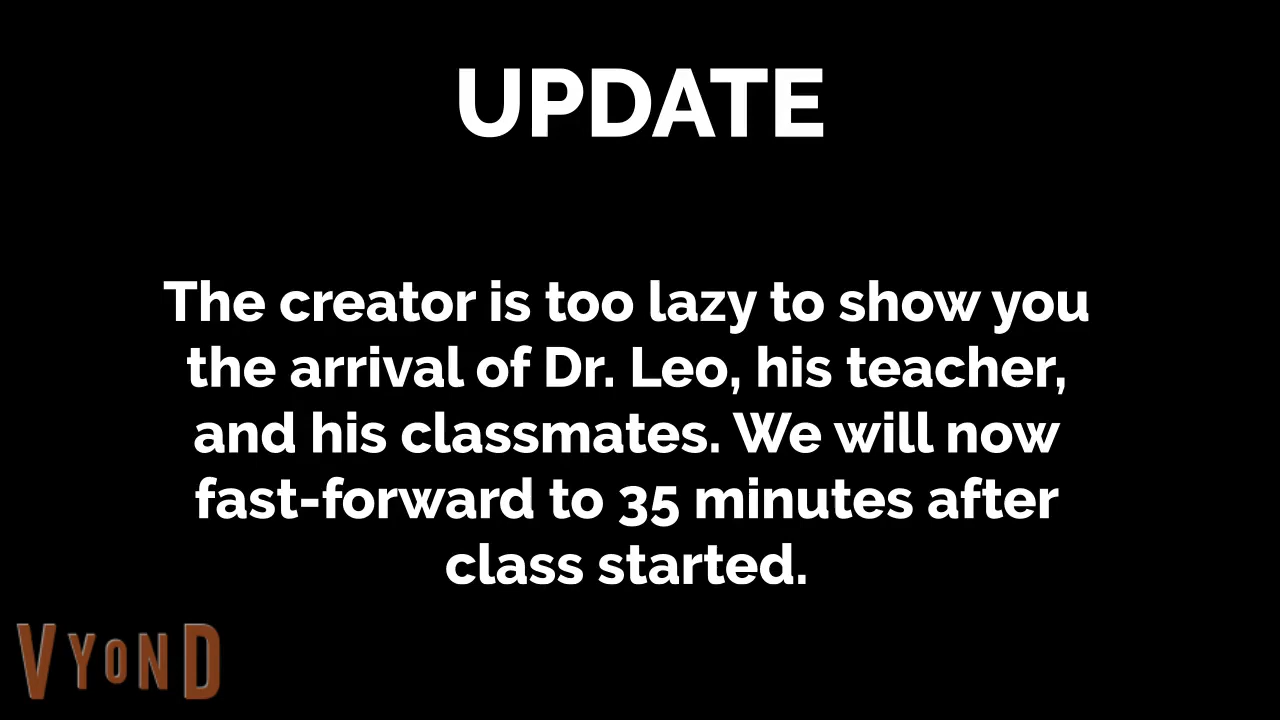 UPDATE
The creator is too lazy to show you
the arrival of Dr. Leo, his teacher,
and his classmates. We will now
fast-forward to 35 minutes after
class started.
VYOND